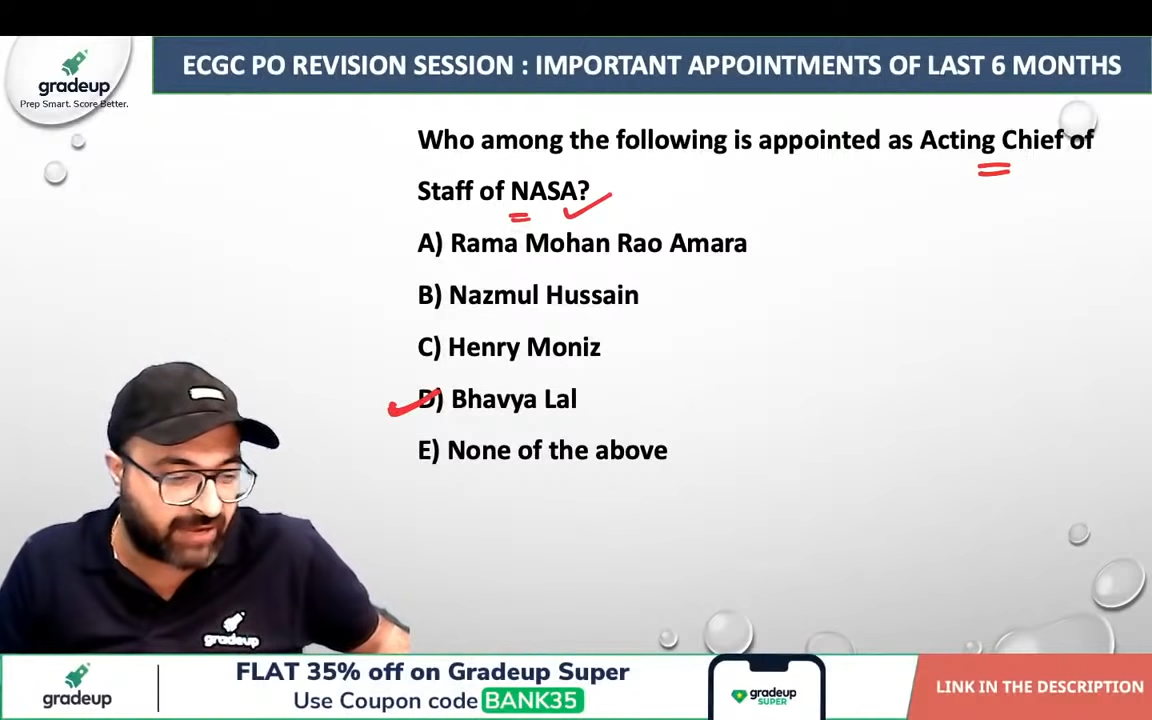 gradeup
Prep Smart. Score Better.
ECGC PO REVISION SESSION : IMPORTANT APPOINTMENTS OF LAST 6 MONTHS
Who among the following is appointed as Acting Chief of
Staff of NASA?
A) Rama Mohan Rao Amara
B) Nazmul Hussain
C) Henry Moniz
D) Bhavya Lal
E) None of the above
gradeup
gradeup
FLAT 35% off on Gradeup Super
Use Coupon code BANK35
gradeup
SUPER
LINK IN THE DESCRIPTION